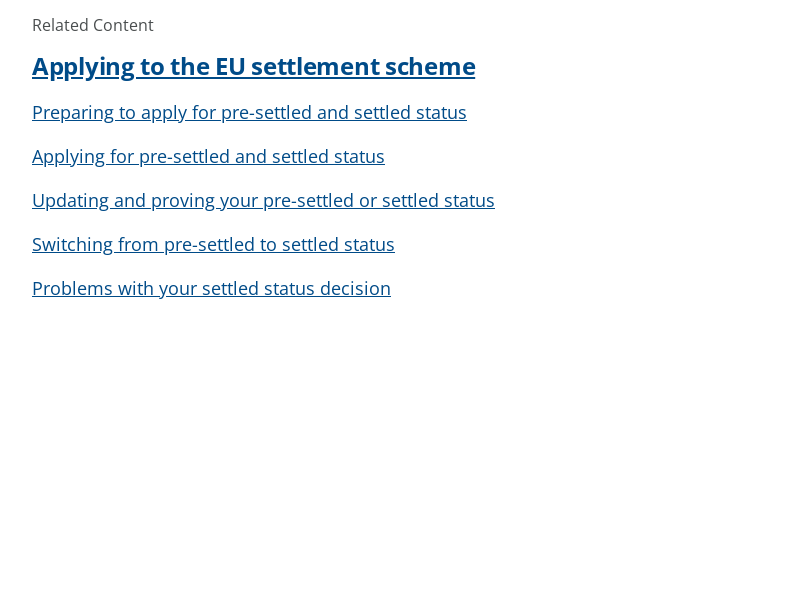 Related Content
Applying to the EU settlement scheme
Preparing to apply for pre-settled and settled status
Applying for pre-settled and settled status
Updating and proving your pre-settled or settled status
Switching from pre-settled to settled status
Problems with your settled status decision